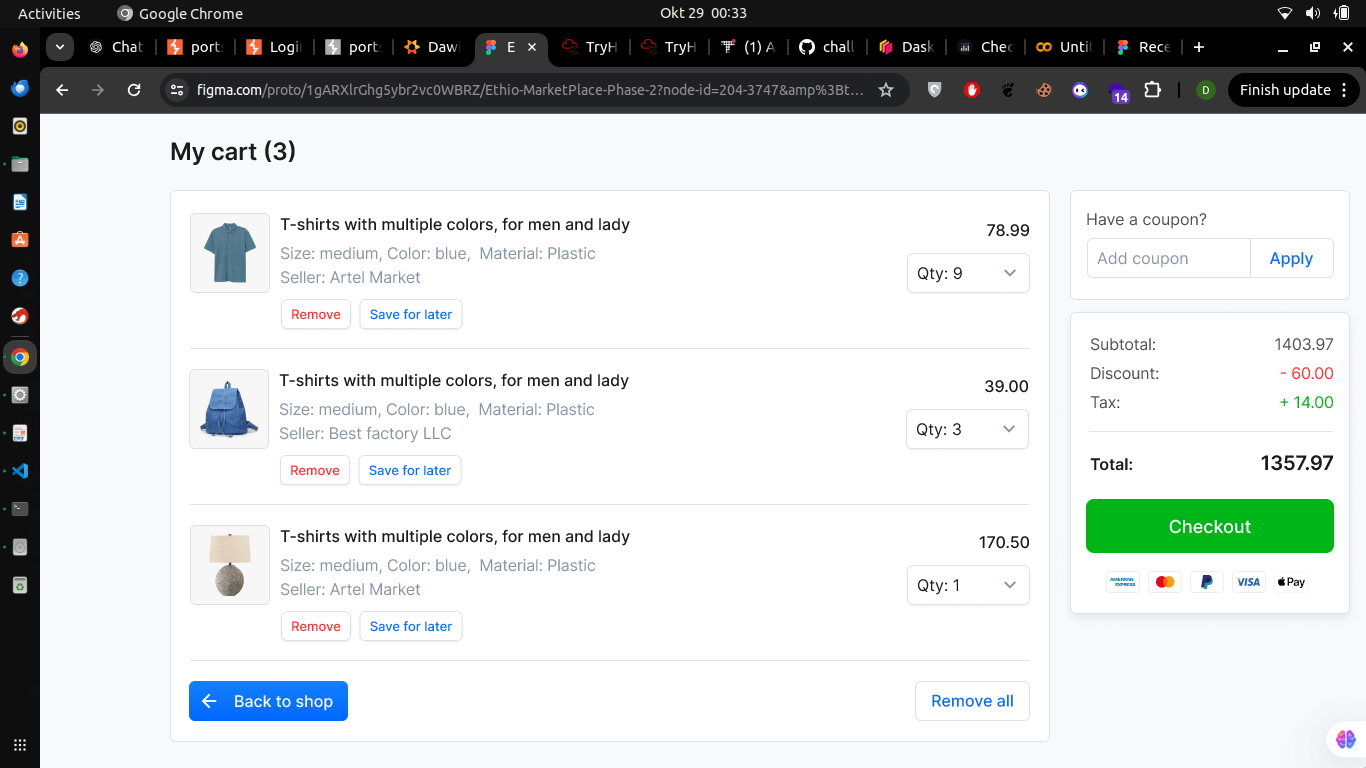 Activities
Google Chrome
Okt 29 00:33
Chat
ports
Login
ports
Dawi
E
TryH
TryH
(1) A
chall
Dask
Chec
Until
Rece
figma.com/proto/1gARXlrGhg5ybr2vc0WBRZ/Ethio-MarketPlace-Phase-2?node-id=204-3747&amp%3Bt...
14
D
Finish update
My cart (3)
T-shirts with multiple colors, for men and lady
78.99
Size: medium, Color: blue, Material: Plastic
Seller: Artel Market
Qty: 9
Remove
Save for later
T-shirts with multiple colors, for men and lady
39.00
Size: medium, Color: blue, Material: Plastic
Seller: Best factory LLC
Qty: 3
Remove
Save for later
T-shirts with multiple colors, for men and lady
170.50
Size: medium, Color: blue, Material: Plastic
Seller: Artel Market
Qty: 1
Remove
Save for later
Back to shop
Remove all
Have a coupon?
Add coupon
Apply
Subtotal: 1403.97
Discount: - 60.00
Tax: + 14.00
Total: 1357.97
Checkout
AMERICAN EXPRESS
VISA
Pay